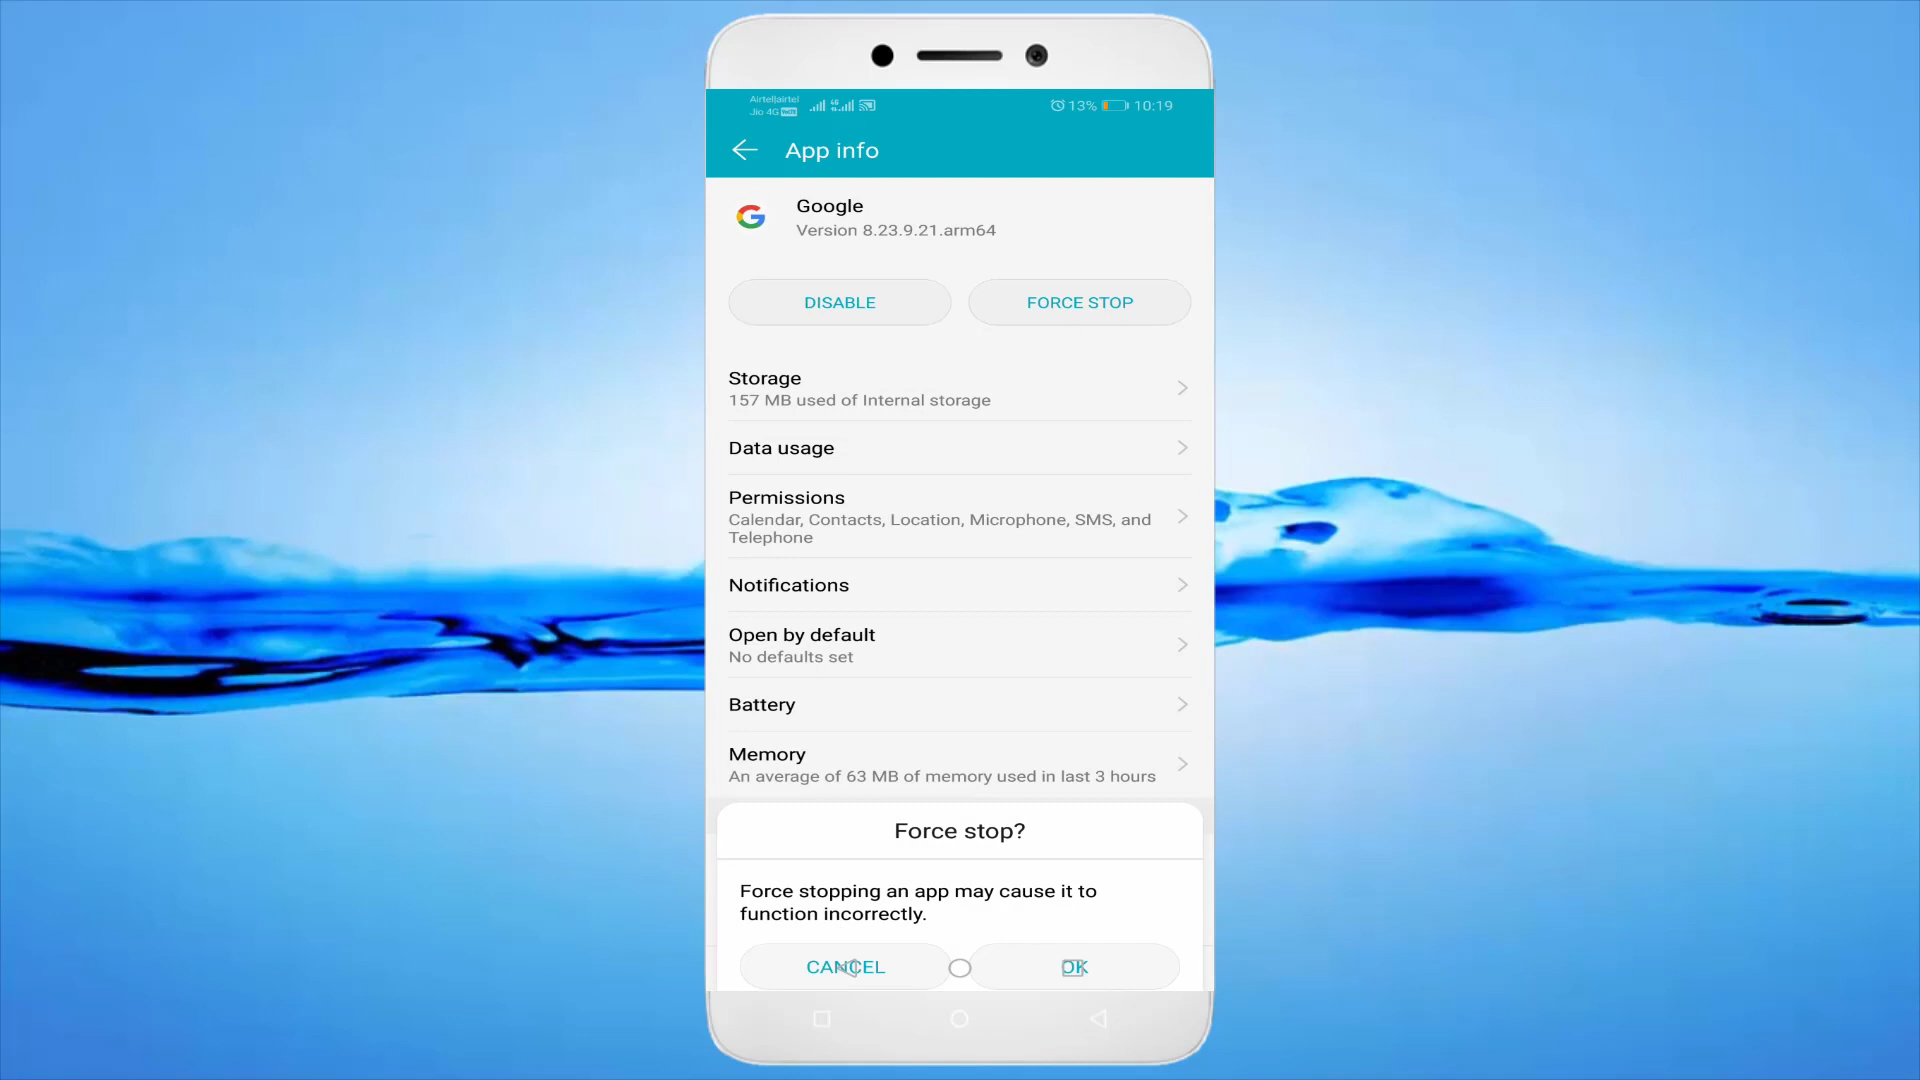 Airtel|airtel
Jio 4G VoLTE
4G
13% 10:19
App info
Google
Version 8.23.9.21.arm64
DISABLE
FORCE STOP
Storage
157 MB used of Internal storage
Data usage
Permissions
Calendar, Contacts, Location, Microphone, SMS, and
Telephone
Notifications
Open by default
No defaults set
Battery
Memory
An average of 63 MB of memory used in last 3 hours
Force stop?
Force stopping an app may cause it to
function incorrectly.
CANCEL
OK